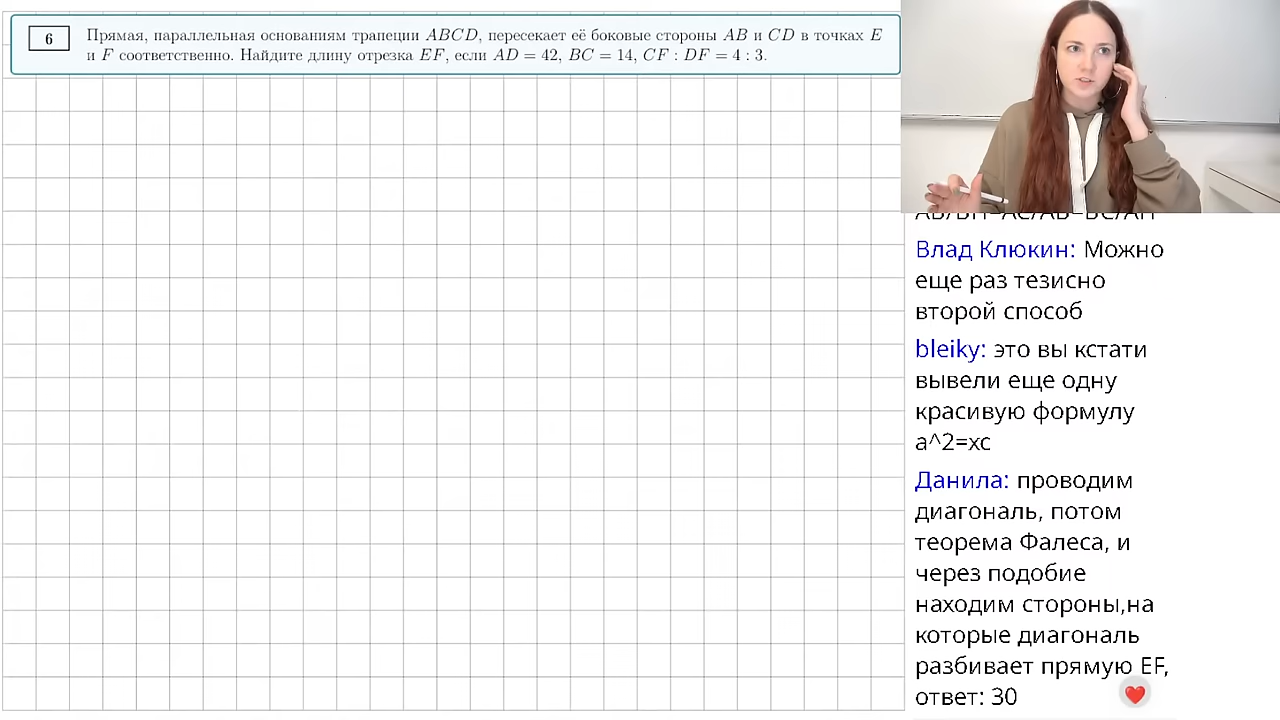 6
Прямая, параллельная основаниям трапеции ABCD, пересекает её боковые стороны AB и CD в точках E
и F соответственно. Найдите длину отрезка EF, если AD = 42, BC = 14, CF : DF = 4 : 3.
Влад Клюкин: Можно
еще раз тезисно
второй способ
bleiky: это вы кстати
вывели еще одну
красивую формулу
a^2=xc
Данила: проводим
диагональ, потом
теорема Фалеса, и
через подобие
находим стороны,на
которые диагональ
разбивает прямую EF,
ответ: 30